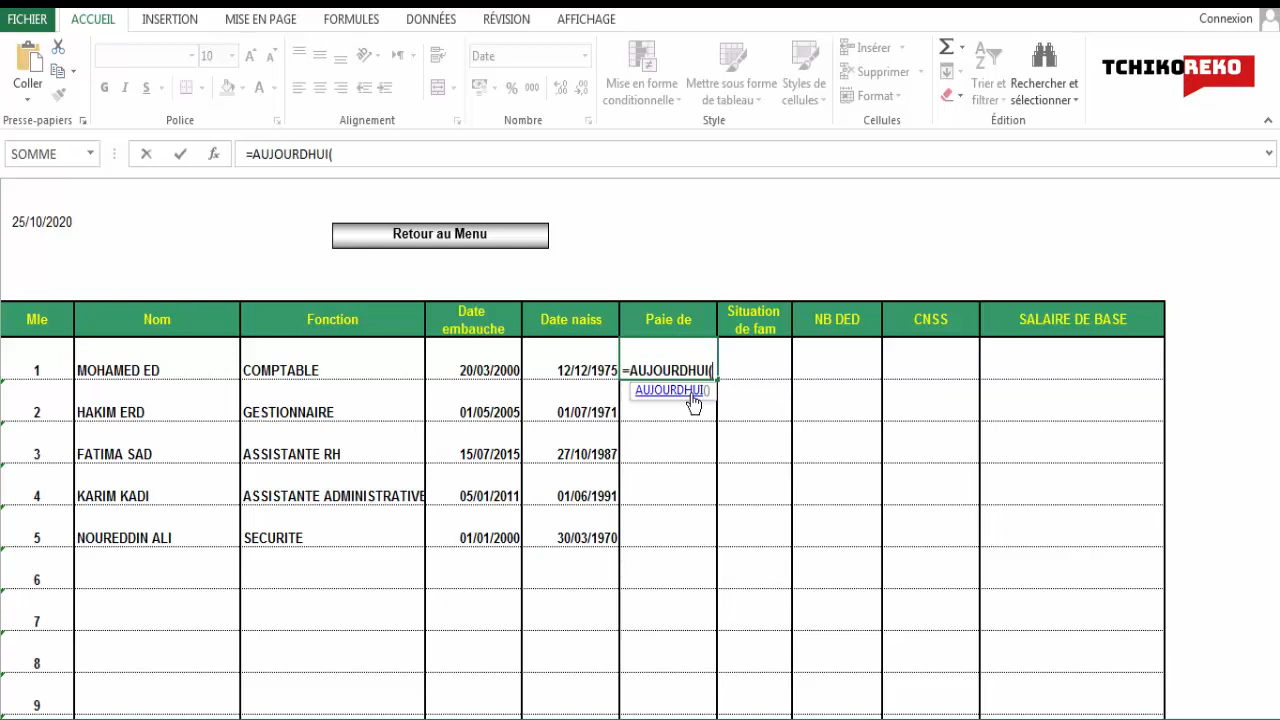 FICHIER ACCUEIL INSERTION MISE EN PAGE FORMULES DONNÉES RÉVISION AFFICHAGE Connexion
10 Date Insérer
Supprimer
Format
Coller G I S A % 000 Mise en forme conditionnelle Mettre sous forme de tableau Styles de cellules Trier et filtrer Rechercher et sélectionner
TCHIKOREKO
Presse-papiers Police Alignement Nombre Style Cellules Édition
SOMME fx =AUJOURDHUI(
25/10/2020
Retour au Menu
Mle Nom Fonction Date embauche Date naiss Paie de Situation de fam NB DED CNSS SALAIRE DE BASE
1 MOHAMED ED COMPTABLE 20/03/2000 12/12/1975 =AUJOURDHUI(
AUJOURDHUI()
2 HAKIM ERD GESTIONNAIRE 01/05/2005 01/07/1971
3 FATIMA SAD ASSISTANTE RH 15/07/2015 27/10/1987
4 KARIM KADI ASSISTANTE ADMINISTRATIVE 05/01/2011 01/06/1991
5 NOUREDDIN ALI SECURITE 01/01/2000 30/03/1970
6
7
8
9